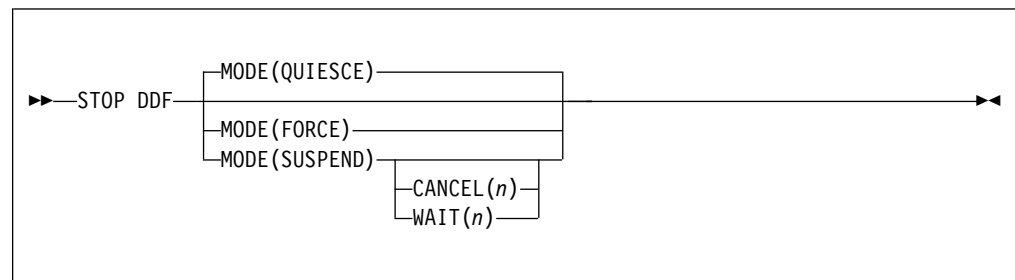 MODE(QUIESCE)
STOP DDF
MODE(FORCE)
MODE(SUSPEND)
CANCEL(n)
WAIT(n)